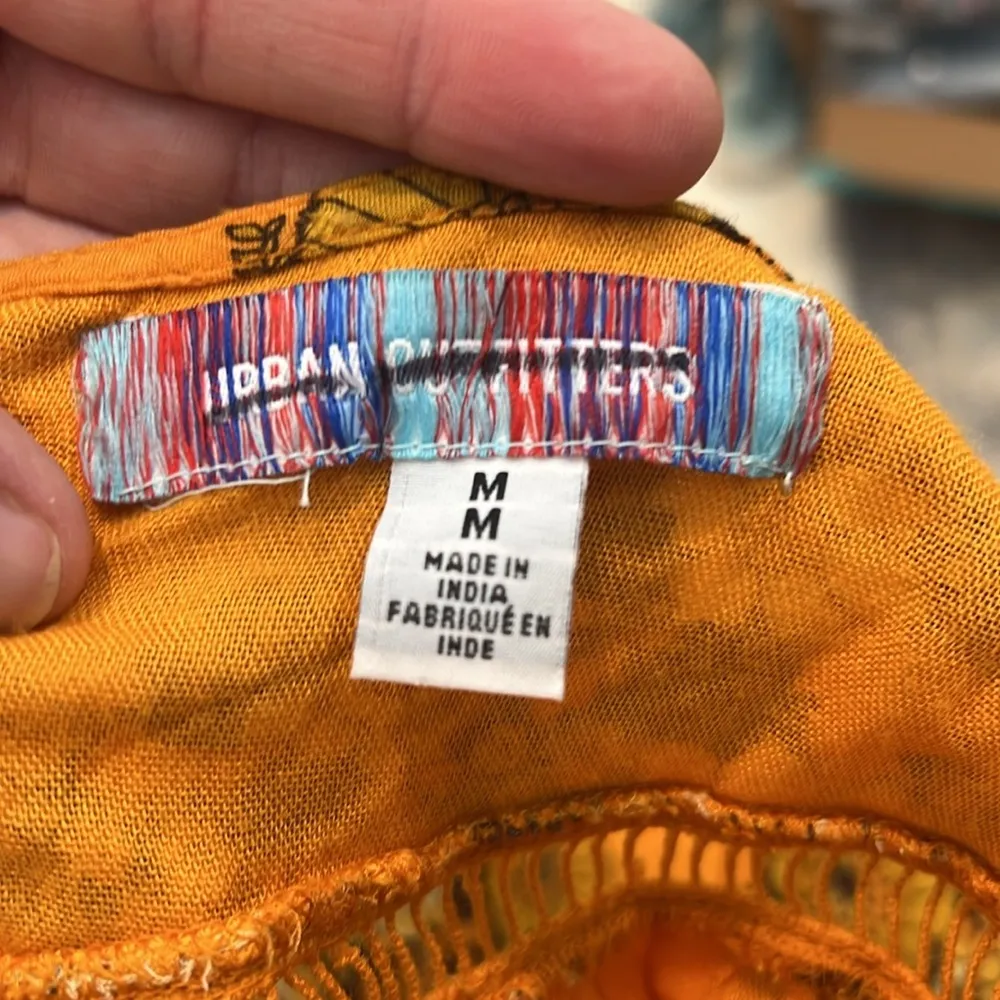 URBAN OUTFITTERS
M
M
MADE IN
INDIA
FABRIQUÉ EN
INDE